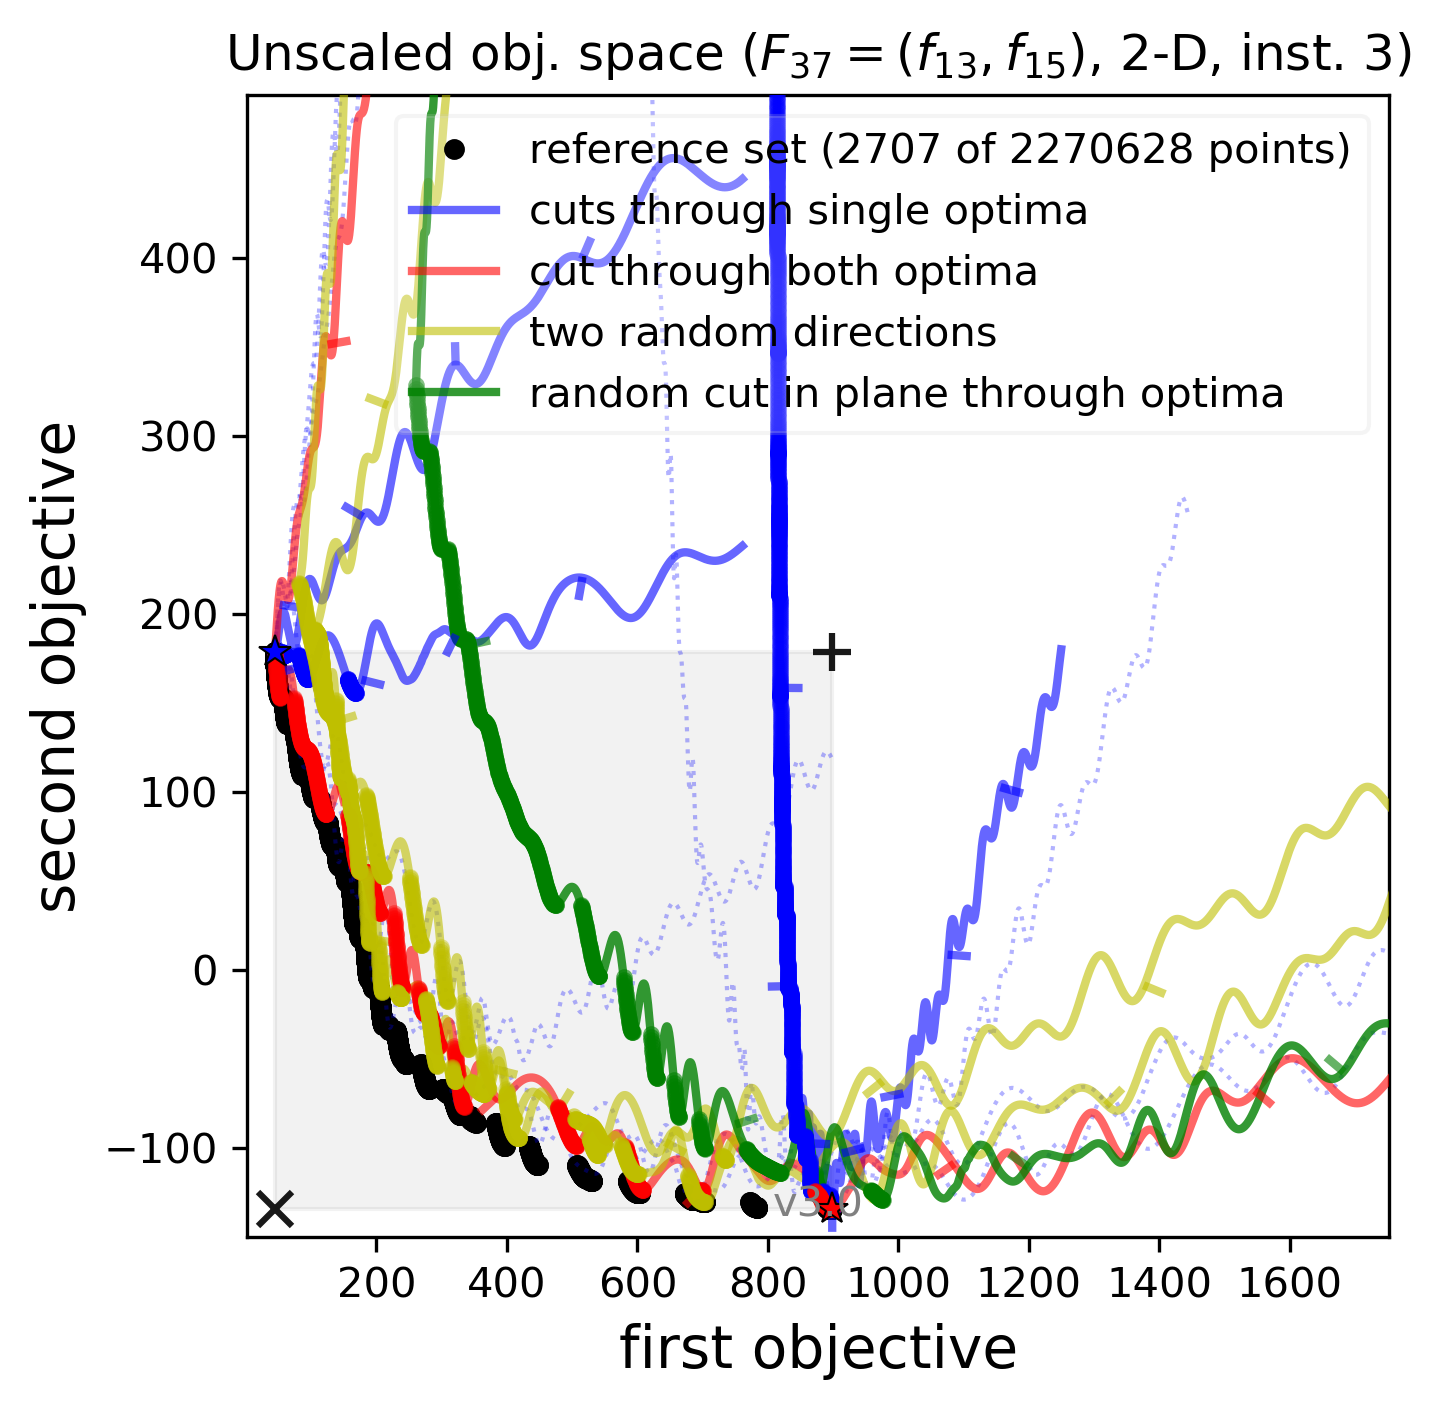 Unscaled obj. space (F₃₇ = (f₁₃, f₁₅), 2-D, inst. 3)
reference set (2707 of 2270628 points)
cuts through single optima
cut through both optima
two random directions
random cut in plane through optima
second objective
400
300
200
100
0
−100
200
400
600
800
1000
1200
1400
1600
first objective